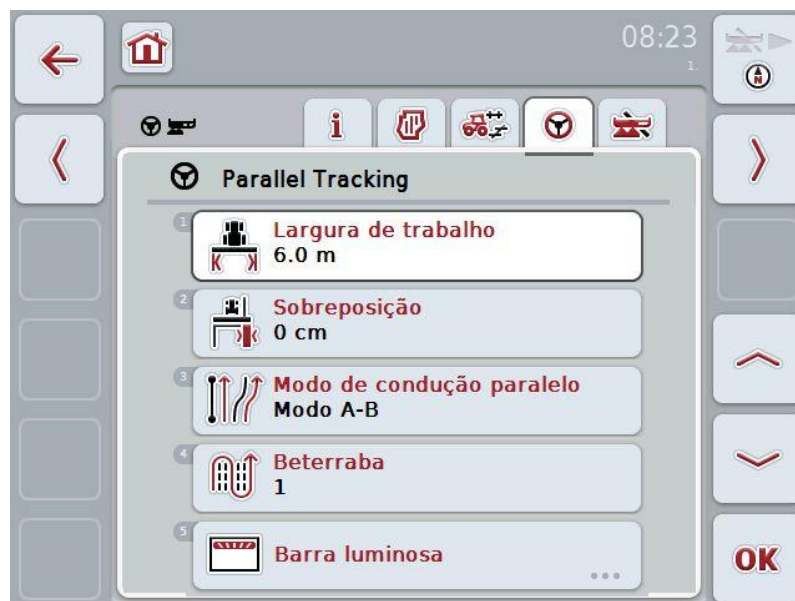 08:23
1.
i
N
Parallel Tracking
1
Largura de trabalho
6.0 m
2
Sobreposição
0 cm
3
Modo de condução paralelo
Modo A-B
4
Beterraba
1
5
Barra luminosa
...
OK